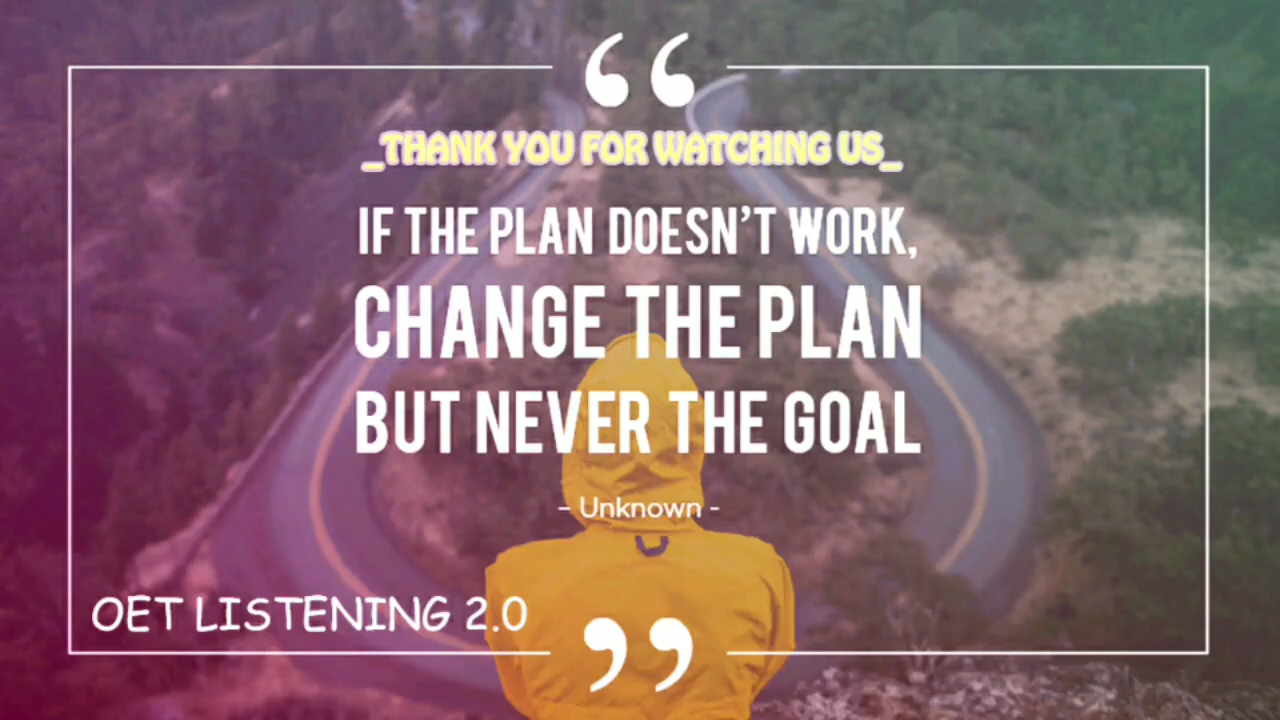 “
_THANK YOU FOR WATCHING US_
IF THE PLAN DOESN’T WORK,
CHANGE THE PLAN
BUT NEVER THE GOAL
- Unknown -
OET LISTENING 2.0
”